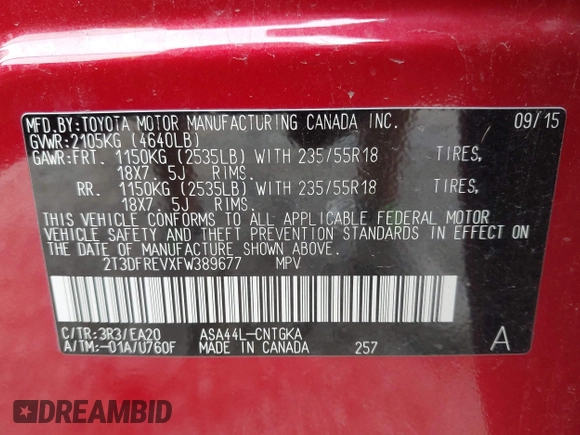 MFD.BY:TOYOTA MOTOR MANUFACTURING CANADA INC. 09/15
GVWR:2105KG (4640LB)
GAWR:FRT. 1150KG (2535LB) WITH 235/55R18 TIRES,
18X7.5J RIMS.
RR. 1150KG (2535LB) WITH 235/55R18 TIRES,
18X7.5J RIMS.
THIS VEHICLE CONFORMS TO ALL APPLICABLE FEDERAL MOTOR
VEHICLE SAFETY AND THEFT PREVENTION STANDARDS IN EFFECT ON
THE DATE OF MANUFACTURE SHOWN ABOVE.
2T3DFREVXFW389677 MPV
C/TR:3R3/EA20 ASA44L-CNTGKA
A/TM:-01A/U760F MADE IN CANADA 257 A
DREAMBID